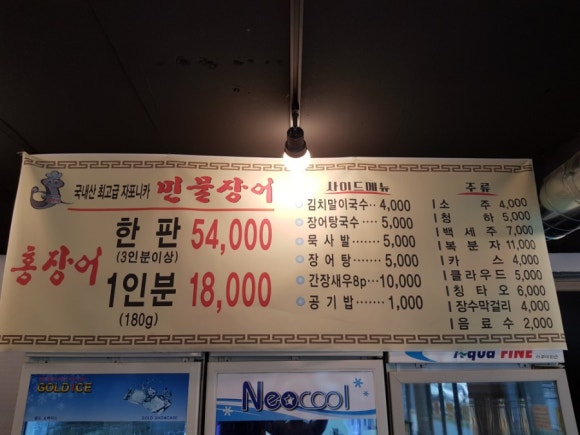 국내산 최고급 자포니카 민물장어
홍장어
한판 54,000
(3인분이상)
1인분 18,000
(180g)
사이드메뉴
김치말이국수·· 4,000
장어탕국수···· 5,000
묵사발······ 5,000
장어탕······ 5,000
간장새우8p···10,000
공기밥······ 1,000
주류
소주 4,000
청하 5,000
백세주 7,000
복분자 11,000
카스 4,000
클라우드 5,000
칭타오 6,000
장수막걸리 4,000
음료수 2,000
GOLD ICE
GOLD SHOWCASE
Neocool
Aqua FINE